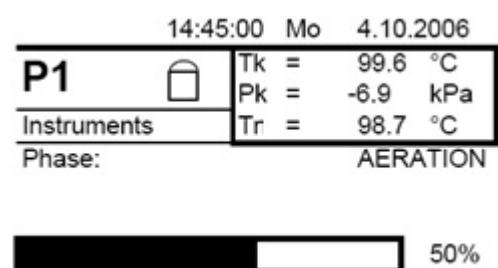 14:45:00 Mo 4.10.2006
P1
Tk = 99.6 °C
Pk = -6.9 kPa
Instruments
Tr = 98.7 °C
Phase: AERATION
50%